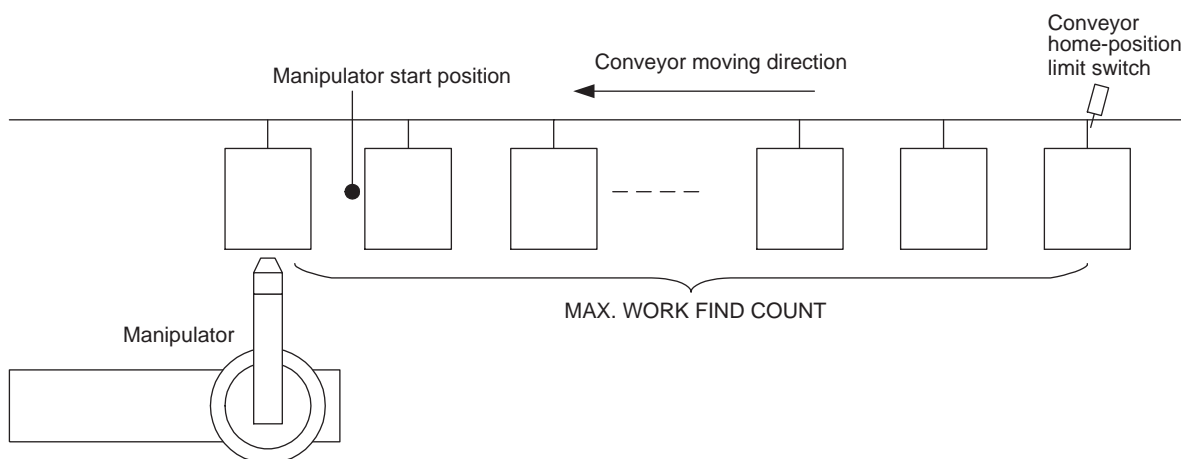 Conveyor
home-position
limit switch
Manipulator start position
Conveyor moving direction
MAX. WORK FIND COUNT
Manipulator